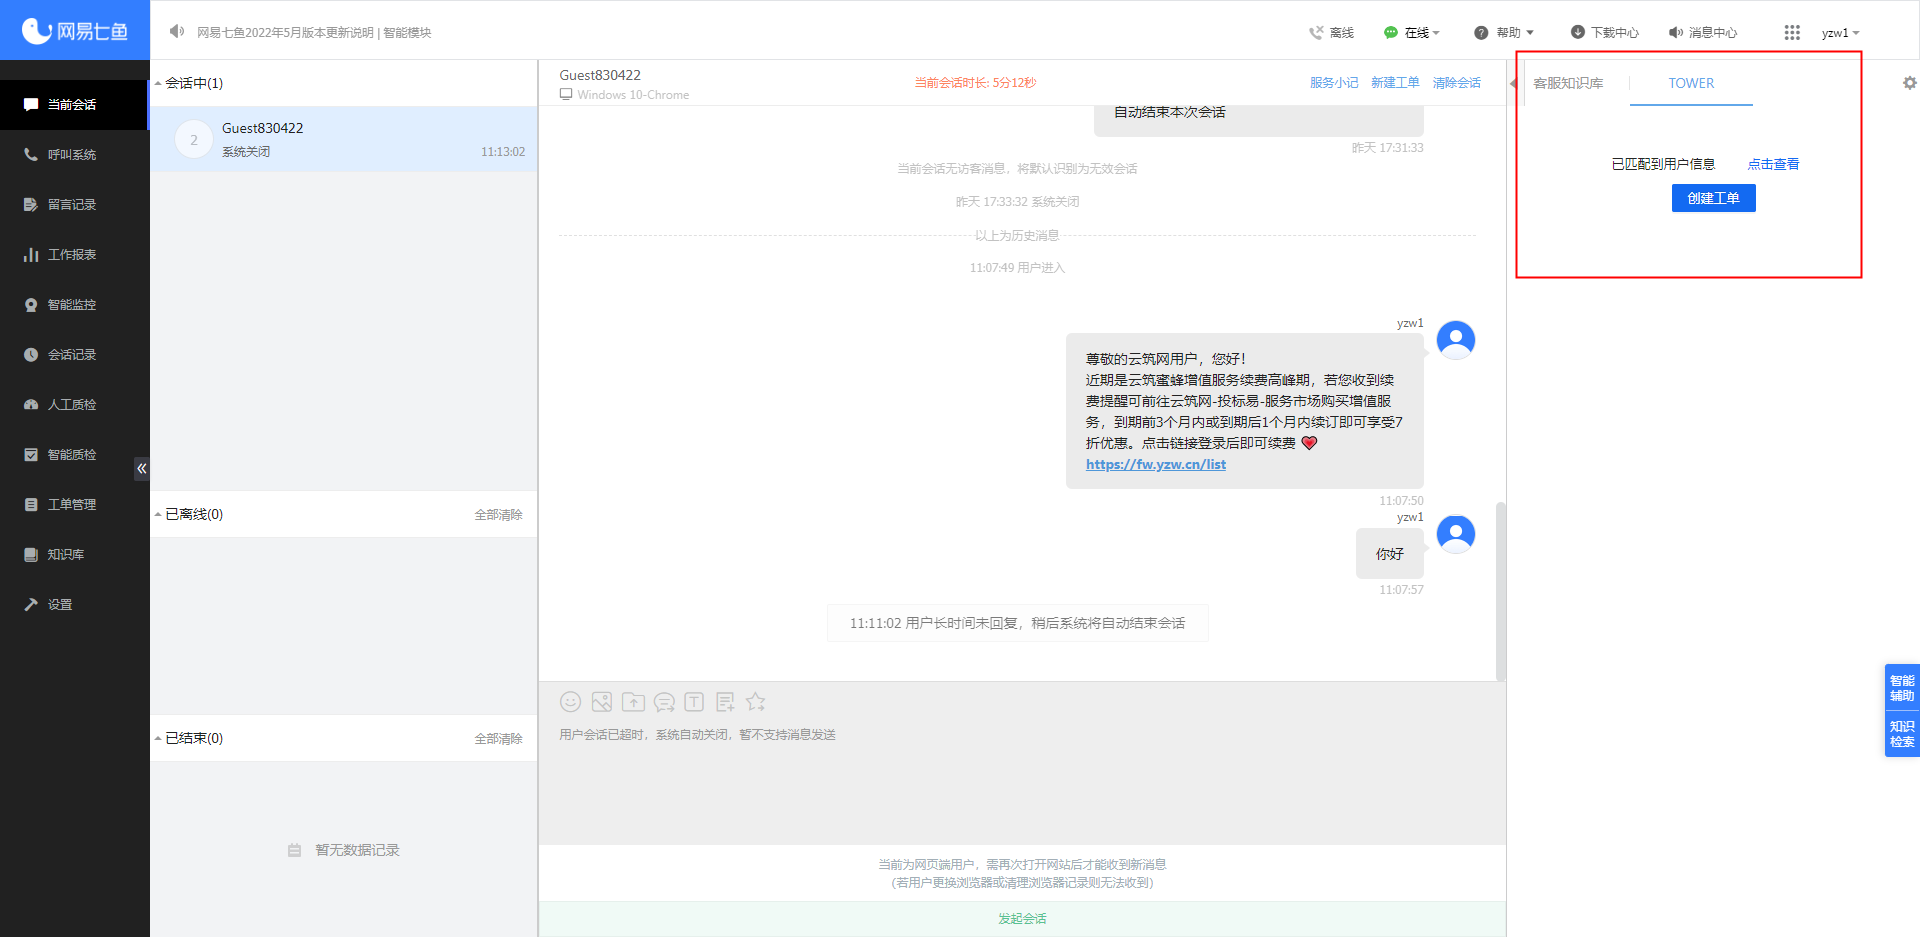 网易七鱼
网易七鱼2022年5月版本更新说明 | 智能模块
离线
在线
帮助
下载中心
消息中心
yzw1
当前会话
呼叫系统
留言记录
工作报表
智能监控
会话记录
人工质检
智能质检
工单管理
知识库
设置
会话中(1)
2
Guest830422
系统关闭
11:13:02
已离线(0)
全部清除
已结束(0)
全部清除
暂无数据记录
Guest830422
Windows 10-Chrome
当前会话时长: 5分12秒
服务小记
新建工单
清除会话
自动结束本次会话
昨天 17:31:33
当前会话无访客消息，将默认识别为无效会话
昨天 17:33:32 系统关闭
以上为历史消息
11:07:49 用户进入
yzw1
尊敬的云筑网用户，您好！
近期是云筑蜜蜂增值服务续费高峰期，若您收到续
费提醒可前往云筑网-投标易-服务市场购买增值服
务，到期前3个月内或到期后1个月内续订即可享受7
折优惠。点击链接登录后即可续费
https://fw.yzw.cn/list
11:07:50
yzw1
你好
11:07:57
11:11:02 用户长时间未回复，稍后系统将自动结束会话
用户会话已超时，系统自动关闭，暂不支持消息发送
当前为网页端用户，需再次打开网站后才能收到新消息
（若用户更换浏览器或清理浏览器记录则无法收到）
发起会话
客服知识库
TOWER
已匹配到用户信息
点击查看
创建工单
智能
辅助
知识
检索